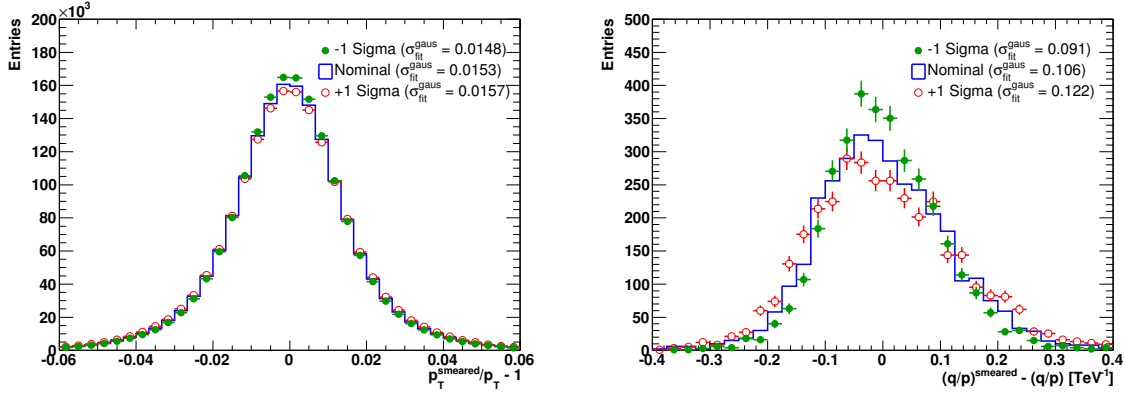 ×10³
Entries
200
180
160
140
120
100
80
60
40
20
0
-0.06 -0.04 -0.02 0 0.02 0.04 0.06
p_T^smeared/p_T - 1
-1 Sigma (σ_fit^gaus = 0.0148)
Nominal (σ_fit^gaus = 0.0153)
+1 Sigma (σ_fit^gaus = 0.0157)
Entries
500
450
400
350
300
250
200
150
100
50
0
-0.4 -0.3 -0.2 -0.1 0 0.1 0.2 0.3 0.4
(q/p)^smeared - (q/p) [TeV⁻¹]
-1 Sigma (σ_fit^gaus = 0.091)
Nominal (σ_fit^gaus = 0.106)
+1 Sigma (σ_fit^gaus = 0.122)